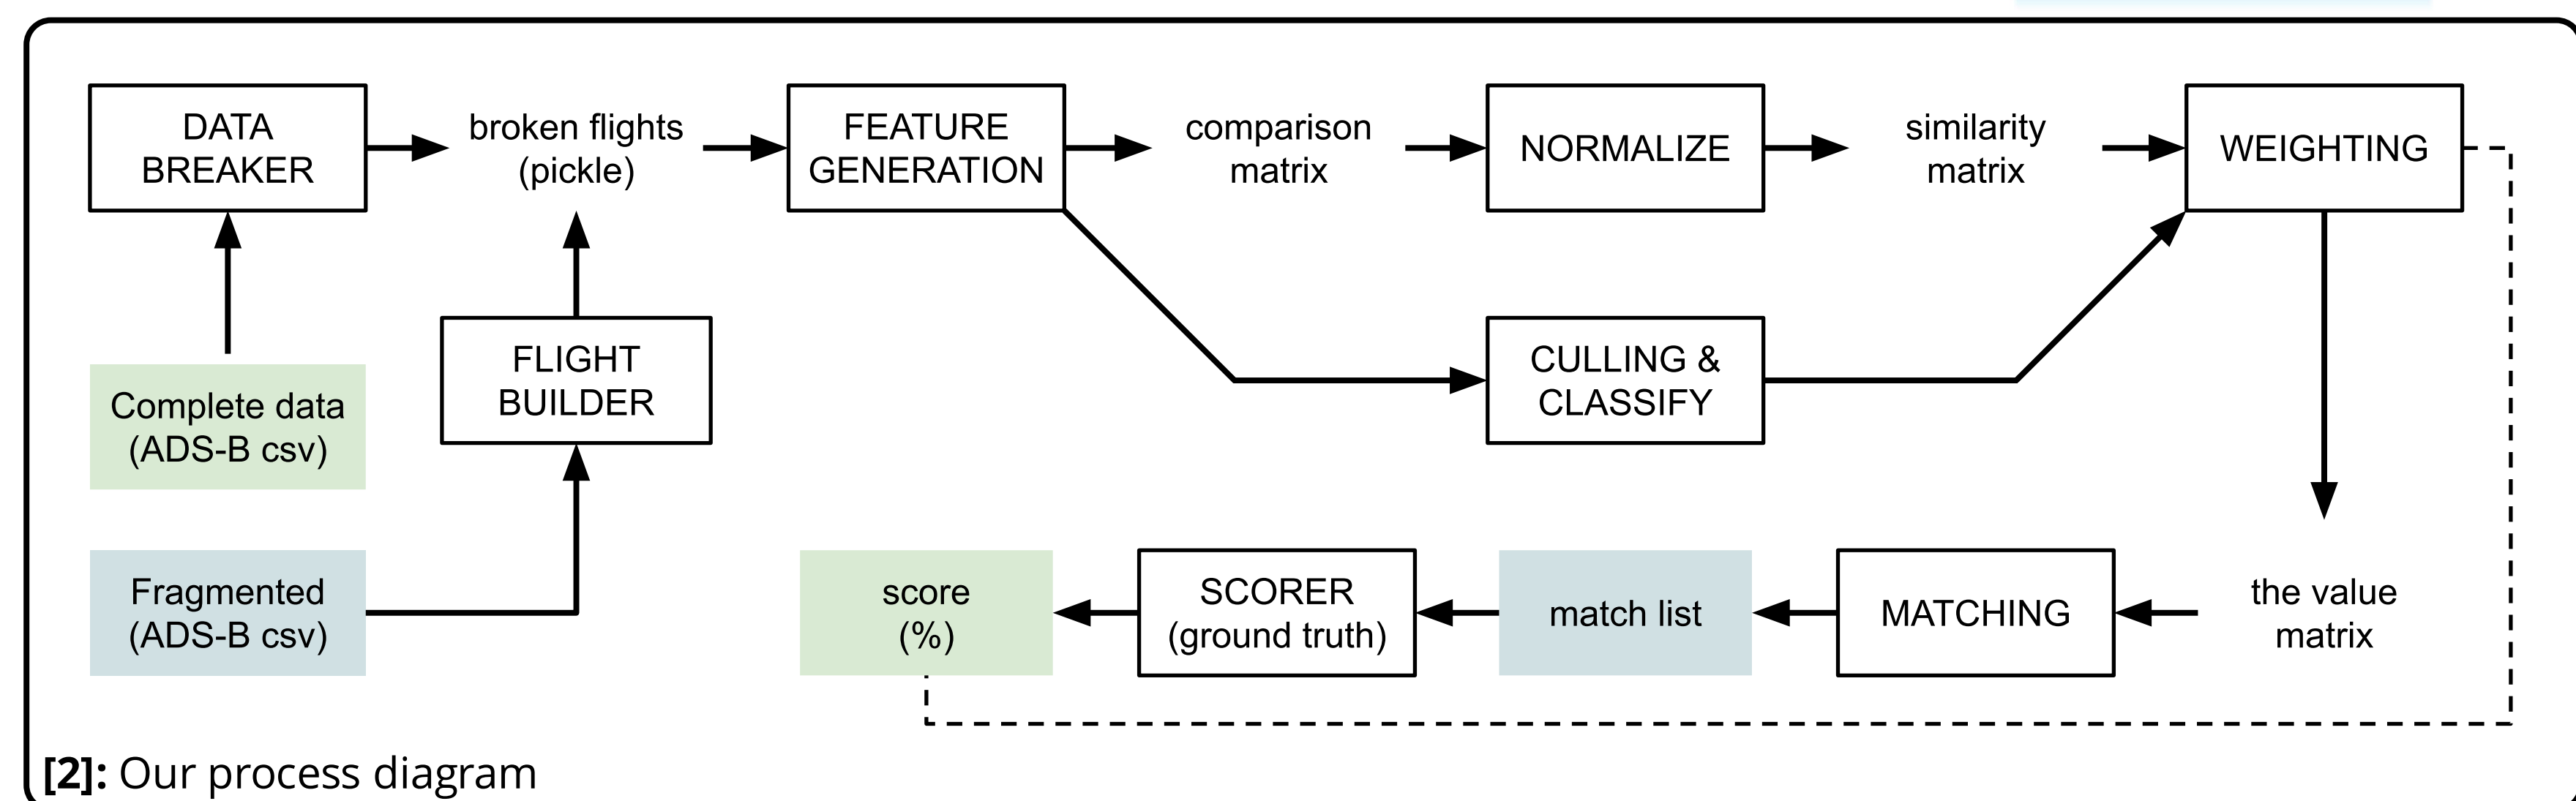 DATA
BREAKER
broken flights
(pickle)
FEATURE
GENERATION
comparison
matrix
NORMALIZE
similarity
matrix
WEIGHTING
Complete data
(ADS-B csv)
FLIGHT
BUILDER
CULLING &
CLASSIFY
Fragmented
(ADS-B csv)
score
(%)
SCORER
(ground truth)
match list
MATCHING
the value
matrix
[2]: Our process diagram